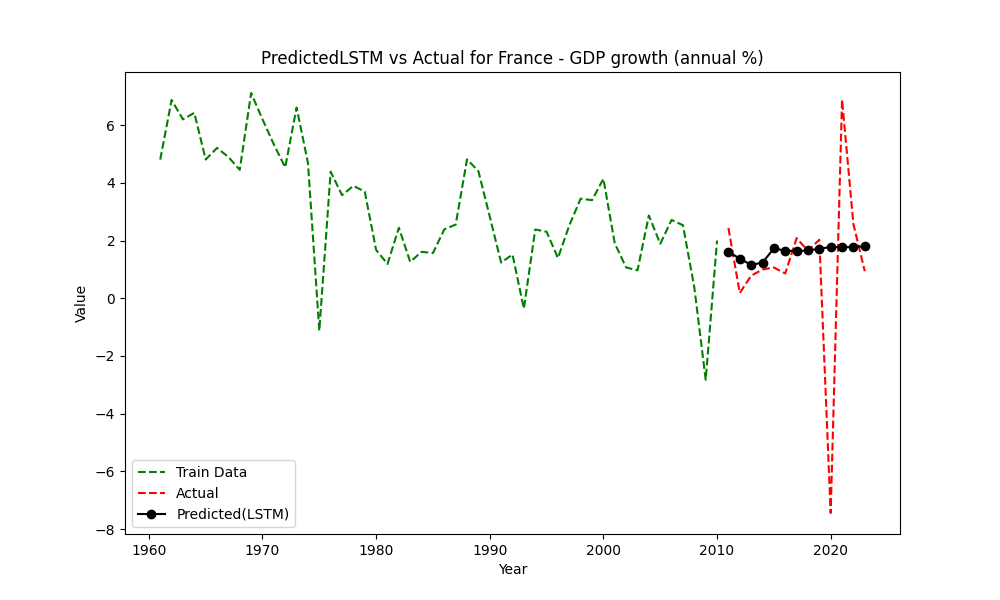 PredictedLSTM vs Actual for France - GDP growth (annual %)
Value
6
4
2
0
−2
−4
−6
−8
Train Data
Actual
Predicted(LSTM)
1960 1970 1980 1990 2000 2010 2020
Year